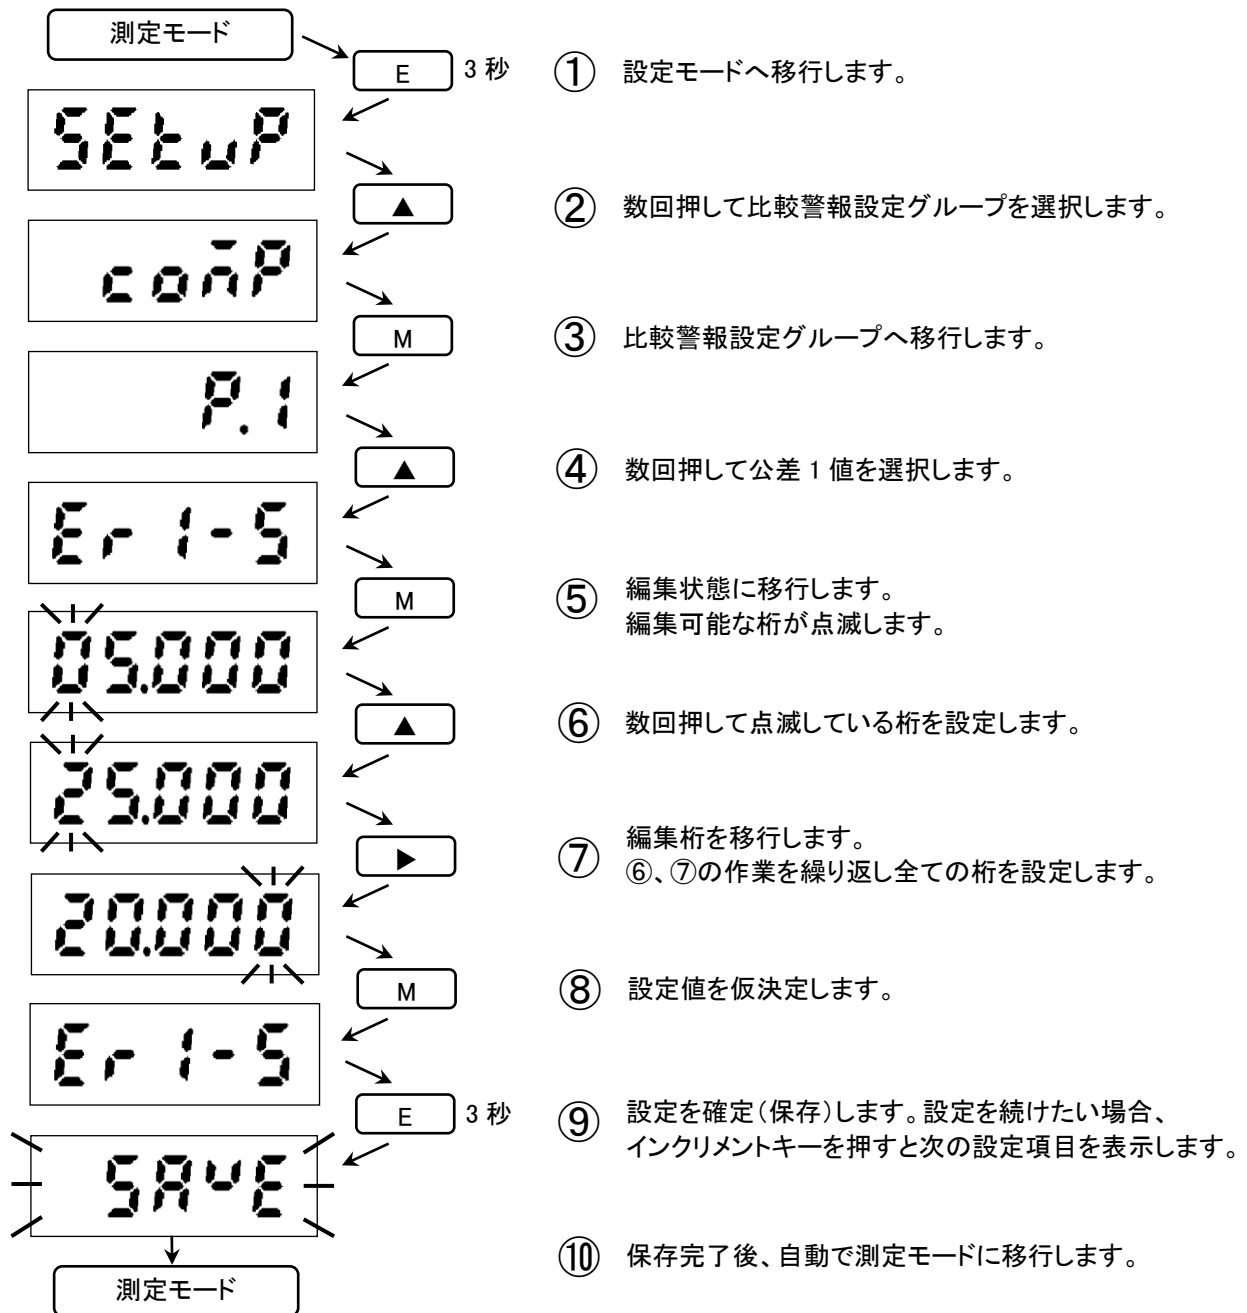 測定モード
E 3秒 ① 設定モードへ移行します。
SEtuP
▲ ② 数回押して比較警報設定グループを選択します。
comP
M ③ 比較警報設定グループへ移行します。
P.1
▲ ④ 数回押して公差1値を選択します。
Er1-S
M ⑤ 編集状態に移行します。
編集可能な桁が点滅します。
05.000
▲ ⑥ 数回押して点滅している桁を設定します。
25.000
▶ ⑦ 編集桁を移行します。
⑥、⑦の作業を繰り返し全ての桁を設定します。
20.000
M ⑧ 設定値を仮決定します。
Er1-S
E 3秒 ⑨ 設定を確定(保存)します。設定を続けたい場合、
インクリメントキーを押すと次の設定項目を表示します。
SAvE
⑩ 保存完了後、自動で測定モードに移行します。
測定モード